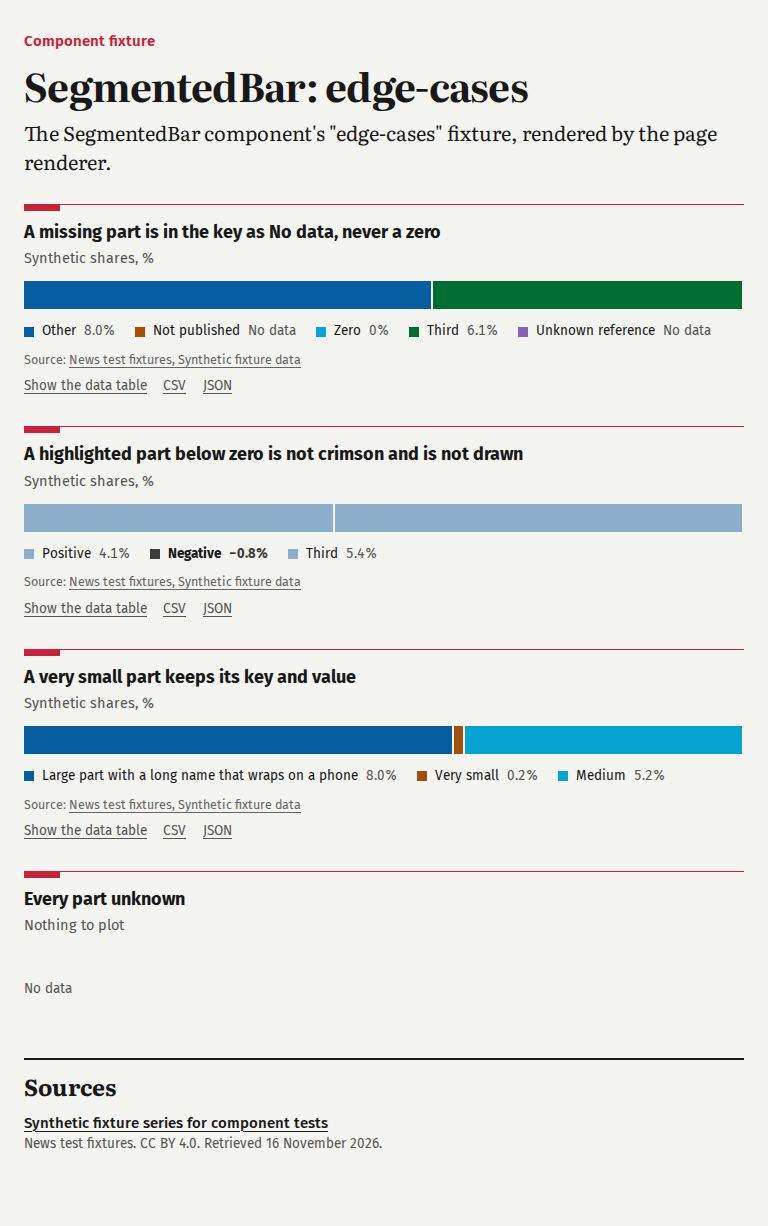 Component fixture
SegmentedBar: edge-cases
The SegmentedBar component's "edge-cases" fixture, rendered by the page
renderer.
A missing part is in the key as No data, never a zero
Synthetic shares, %
Other 8.0% Not published No data Zero 0% Third 6.1% Unknown reference No data
Source: News test fixtures, Synthetic fixture data
Show the data table CSV JSON
A highlighted part below zero is not crimson and is not drawn
Synthetic shares, %
Positive 4.1% Negative −0.8% Third 5.4%
Source: News test fixtures, Synthetic fixture data
Show the data table CSV JSON
A very small part keeps its key and value
Synthetic shares, %
Large part with a long name that wraps on a phone 8.0% Very small 0.2% Medium 5.2%
Source: News test fixtures, Synthetic fixture data
Show the data table CSV JSON
Every part unknown
Nothing to plot
No data
Sources
Synthetic fixture series for component tests
News test fixtures. CC BY 4.0. Retrieved 16 November 2026.